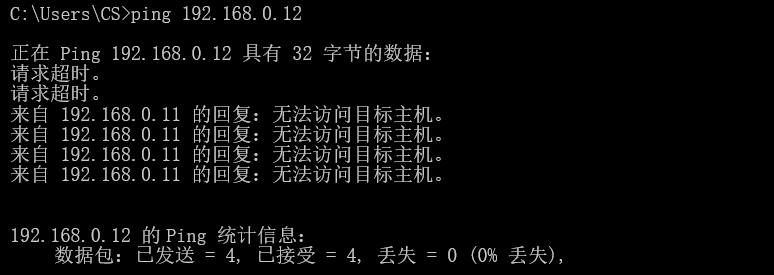 C:\Users\CS>ping 192.168.0.12
正在 Ping 192.168.0.12 具有 32 字节的数据：
请求超时。
请求超时。
来自 192.168.0.11 的回复：无法访问目标主机。
来自 192.168.0.11 的回复：无法访问目标主机。
来自 192.168.0.11 的回复：无法访问目标主机。
来自 192.168.0.11 的回复：无法访问目标主机。
192.168.0.12 的Ping 统计信息：
数据包：已发送 = 4, 已接受 = 4, 丢失 = 0 (0% 丢失),